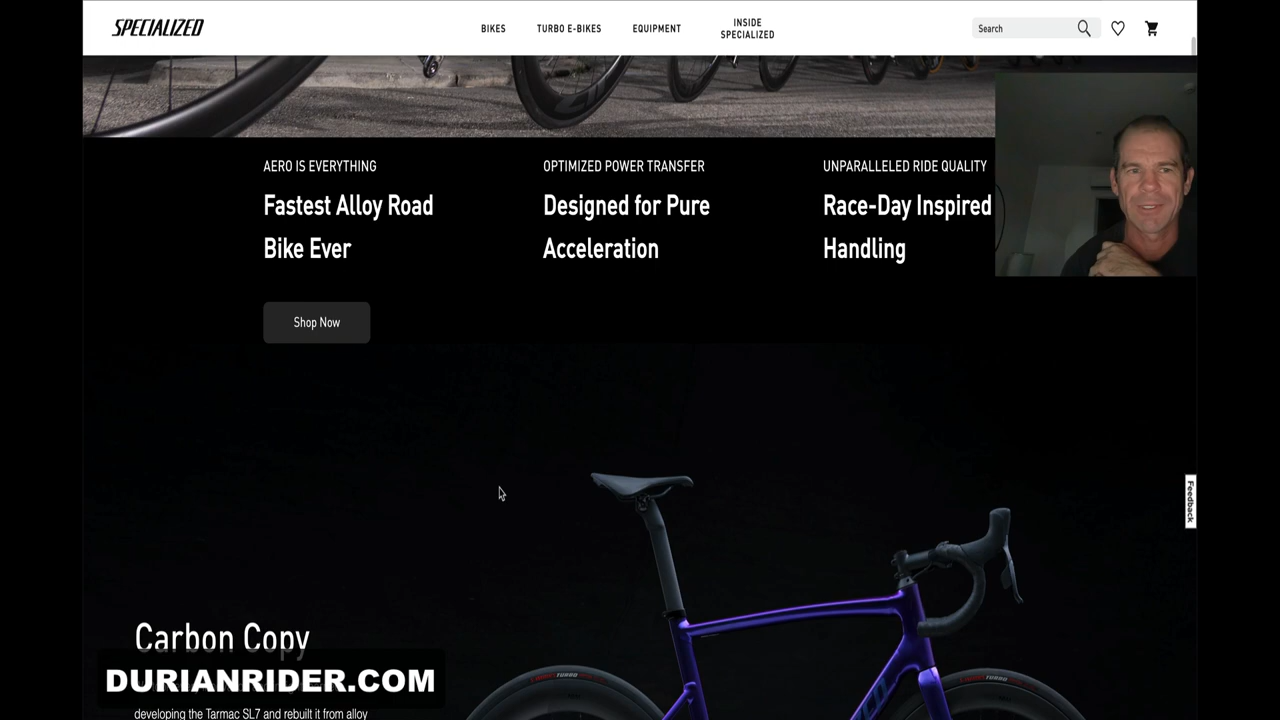 SPECIALIZED
BIKES
TURBO E-BIKES
EQUIPMENT
INSIDE
SPECIALIZED
Search
AERO IS EVERYTHING
Fastest Alloy Road
Bike Ever
Shop Now
OPTIMIZED POWER TRANSFER
Designed for Pure
Acceleration
UNPARALLELED RIDE QUALITY
Race-Day Inspired
Handling
Feedback
Carbon Copy
DURIANRIDER.COM
developing the Tarmac SL7 and rebuilt it from alloy
TURBO
TURBO